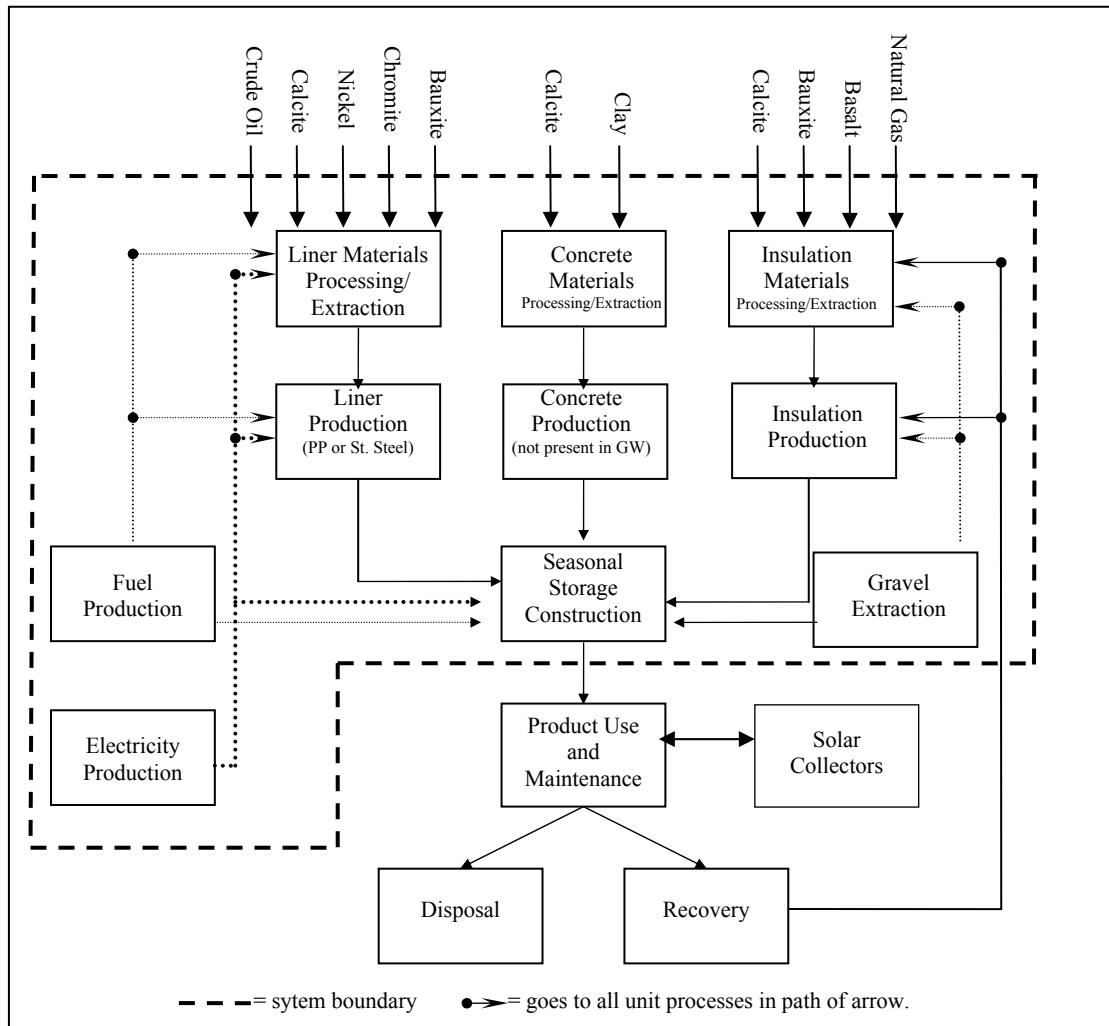 Crude Oil
Calcite
Nickel
Chromite
Bauxite
Calcite
Clay
Calcite
Bauxite
Basalt
Natural Gas
Liner Materials
Processing/
Extraction
Concrete
Materials
Processing/Extraction
Insulation
Materials
Processing/Extraction
Liner
Production
(PP or St. Steel)
Concrete
Production
(not present in GW)
Insulation
Production
Fuel
Production
Seasonal
Storage
Construction
Gravel
Extraction
Electricity
Production
Product Use
and
Maintenance
Solar
Collectors
Disposal
Recovery
= sytem boundary
= goes to all unit processes in path of arrow.